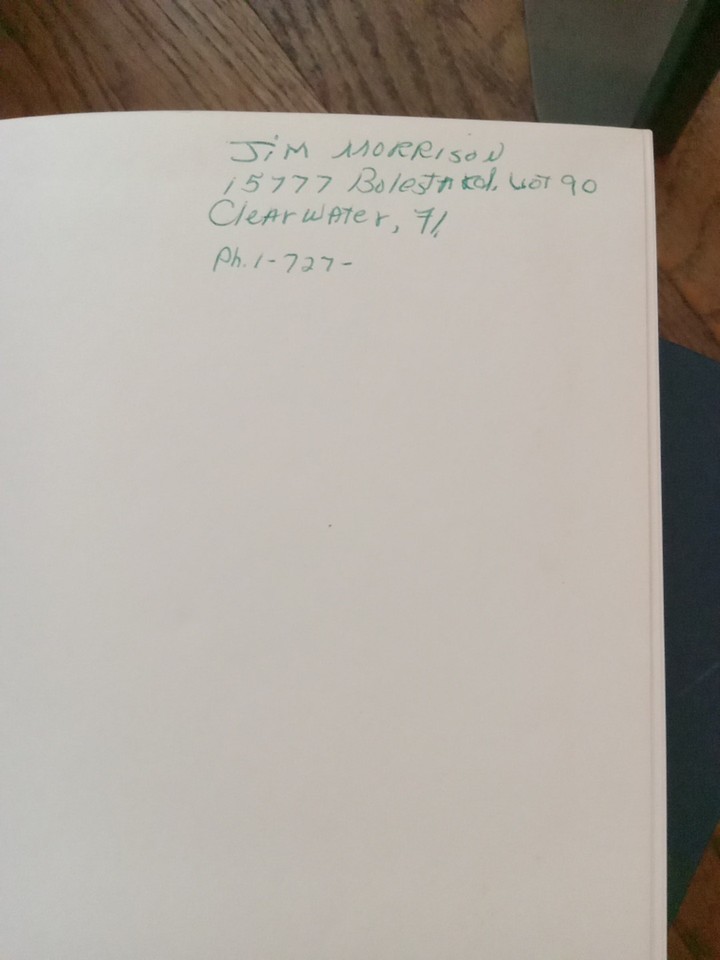 Jim MORRISON
15777 Bolesta Rd. LOT 90
ClearwAter, Fl
Ph. 1-727-